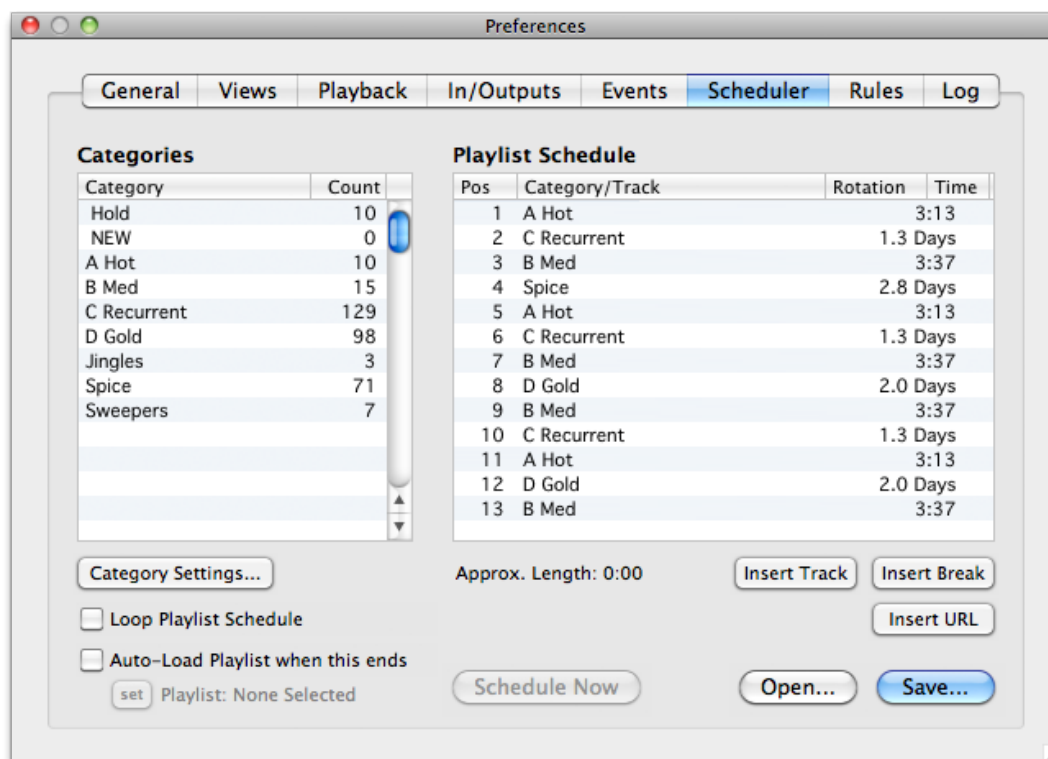 Preferences
General Views Playback In/Outputs Events Scheduler Rules Log
Categories
Category Count
Hold 10
NEW 0
A Hot 10
B Med 15
C Recurrent 129
D Gold 98
Jingles 3
Spice 71
Sweepers 7
Category Settings...
Loop Playlist Schedule
Auto-Load Playlist when this ends
set Playlist: None Selected
Playlist Schedule
Pos Category/Track Rotation Time
1 A Hot 3:13
2 C Recurrent 1.3 Days
3 B Med 3:37
4 Spice 2.8 Days
5 A Hot 3:13
6 C Recurrent 1.3 Days
7 B Med 3:37
8 D Gold 2.0 Days
9 B Med 3:37
10 C Recurrent 1.3 Days
11 A Hot 3:13
12 D Gold 2.0 Days
13 B Med 3:37
Approx. Length: 0:00 Insert Track Insert Break
Insert URL
Schedule Now Open... Save...